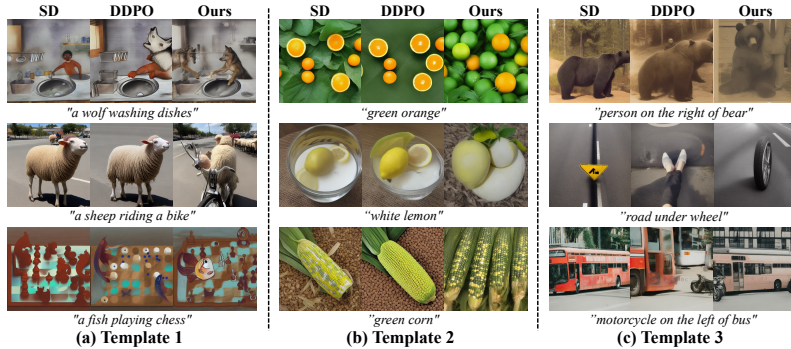 SD DDPO Ours
"a wolf washing dishes"
"a sheep riding a bike"
"a fish playing chess"
(a) Template 1
SD DDPO Ours
“green orange"
“white lemon"
“green corn"
(b) Template 2
SD DDPO Ours
”person on the right of bear”
”road under wheel”
”motorcycle on the left of bus”
(c) Template 3